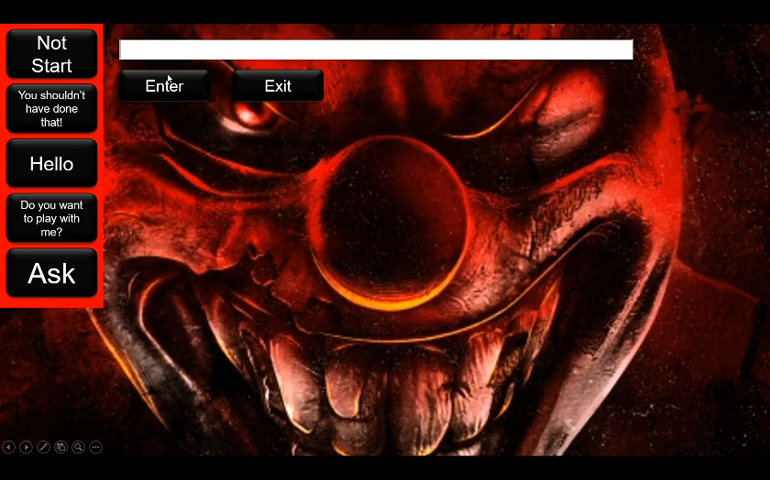 Not
Start
You shouldn't
have done
that!
Hello
Do you want
to play with
me?
Ask
Enter
Exit